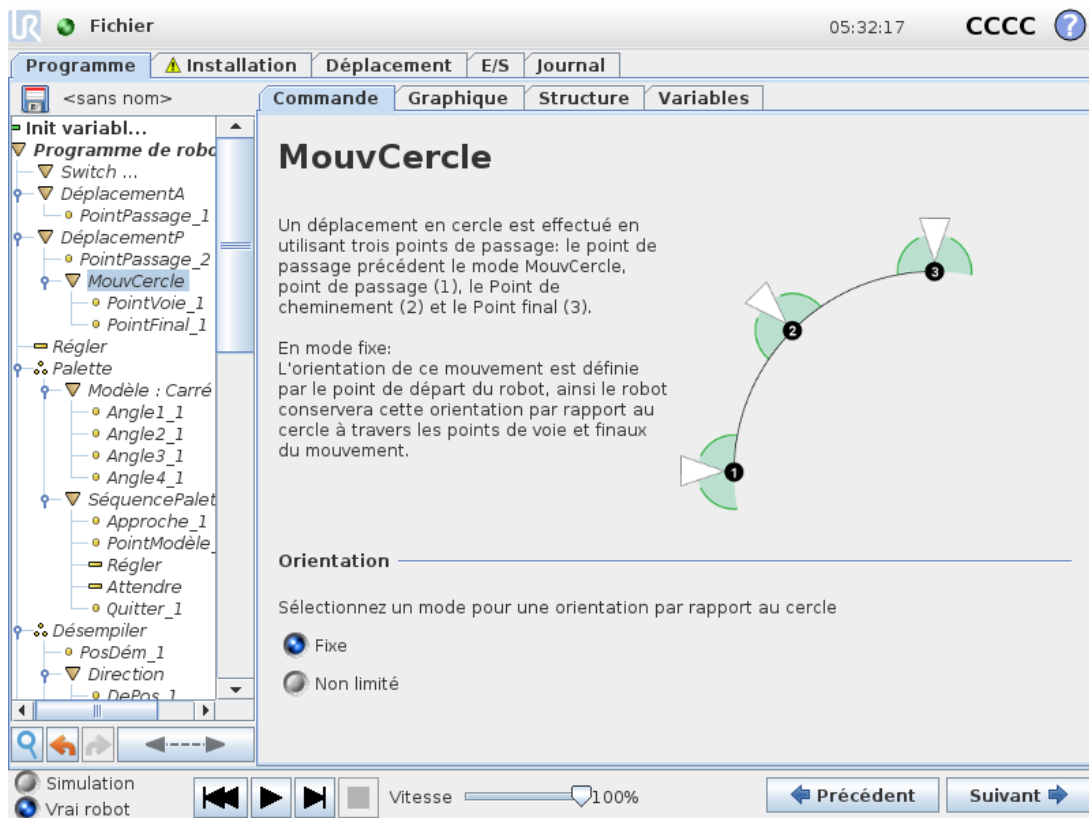 UR Fichier 05:32:17 CCCC ?
Programme Installation Déplacement E/S Journal
<sans nom>
Commande Graphique Structure Variables
Init variabl...
Programme de robo
Switch ...
DéplacementA
PointPassage_1
DéplacementP
PointPassage_2
MouvCercle
PointVoie_1
PointFinal_1
Régler
Palette
Modèle : Carré
Angle1_1
Angle2_1
Angle3_1
Angle4_1
SéquencePalet
Approche_1
PointModèle_
Régler
Attendre
Quitter_1
Désempiler
PosDém_1
Direction
DePos_1
MouvCercle
Un déplacement en cercle est effectué en
utilisant trois points de passage: le point de
passage précédent le mode MouvCercle,
point de passage (1), le Point de
cheminement (2) et le Point final (3).
En mode fixe:
L'orientation de ce mouvement est définie
par le point de départ du robot, ainsi le robot
conservera cette orientation par rapport au
cercle à travers les points de voie et finaux
du mouvement.
3
2
1
Orientation
Sélectionnez un mode pour une orientation par rapport au cercle
Fixe
Non limité
Simulation
Vrai robot
Vitesse 100%
Précédent Suivant